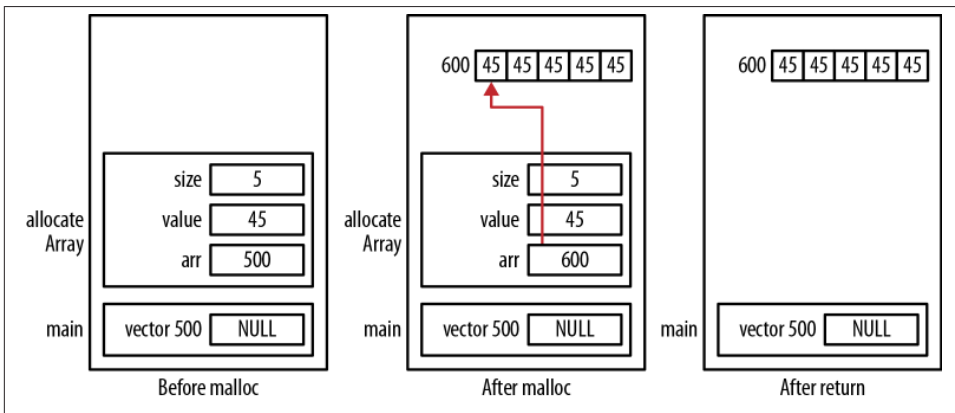 600 45 45 45 45 45
size 5
value 45
arr 500
allocate
Array
main vector 500 NULL
Before malloc
600 45 45 45 45 45
size 5
value 45
arr 600
allocate
Array
main vector 500 NULL
After malloc
main vector 500 NULL
After return